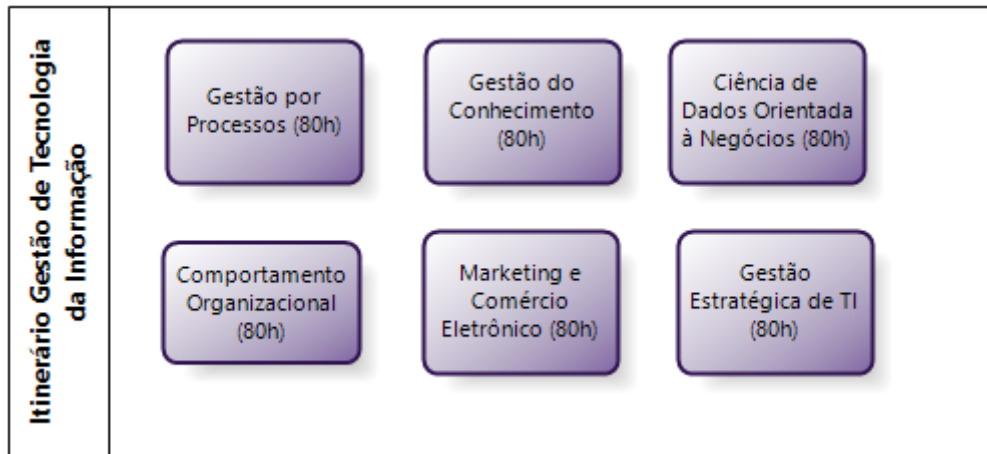 Itinerário Gestão de Tecnologia
da Informação
Gestão por
Processos (80h)
Gestão do
Conhecimento
(80h)
Ciência de
Dados Orientada
à Negócios (80h)
Comportamento
Organizacional
(80h)
Marketing e
Comércio
Eletrônico (80h)
Gestão
Estratégica de TI
(80h)